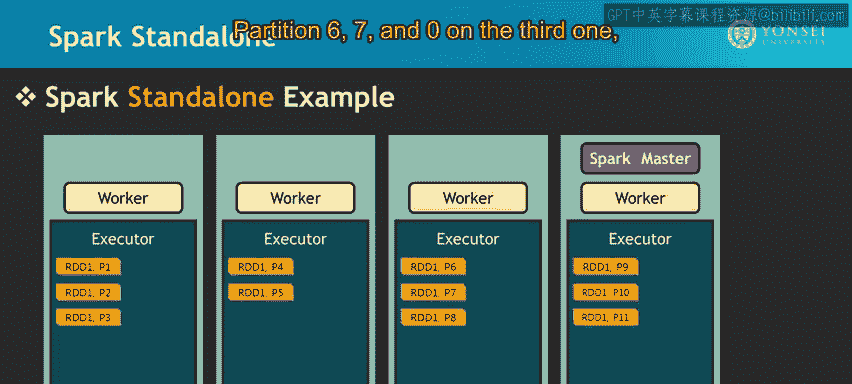 GPT中英字幕课程资源@bilibili.com
Spark Standalone
Partition 6, 7, and 0 on the third one,
YONSEI
UNIVERSITY
❖ Spark Standalone Example
Spark Master
Worker
Worker
Worker
Worker
Executor
Executor
Executor
Executor
RDD1, P1
RDD1, P4
RDD1, P6
RDD1, P9
RDD1, P2
RDD1, P5
RDD1, P7
RDD1 P10
RDD1, P3
RDD1, P8
RDD1, P11